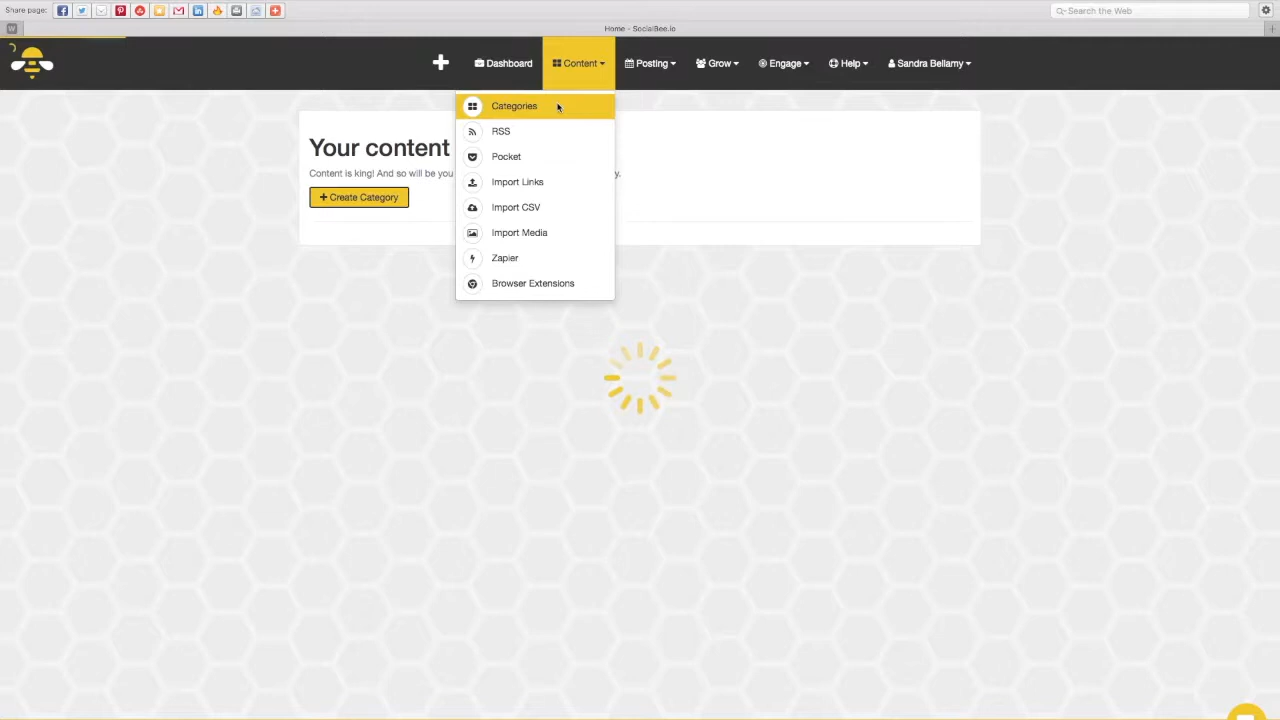 Share page:
Search the Web
Home - SocialBee.io
Dashboard
Content
Posting
Grow
Engage
Help
Sandra Bellamy
Categories
RSS
Pocket
Import Links
Import CSV
Import Media
Zapier
Browser Extensions
Your content
Content is king! And so will be you
y.
+ Create Category